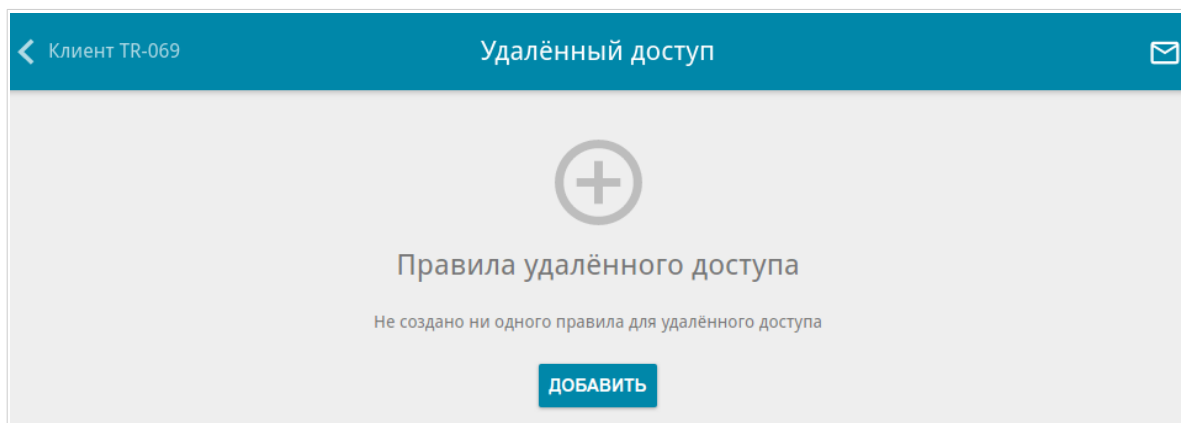 Клиент TR-069
Удалённый доступ
Правила удалённого доступа
Не создано ни одного правила для удалённого доступа
ДОБАВИТЬ